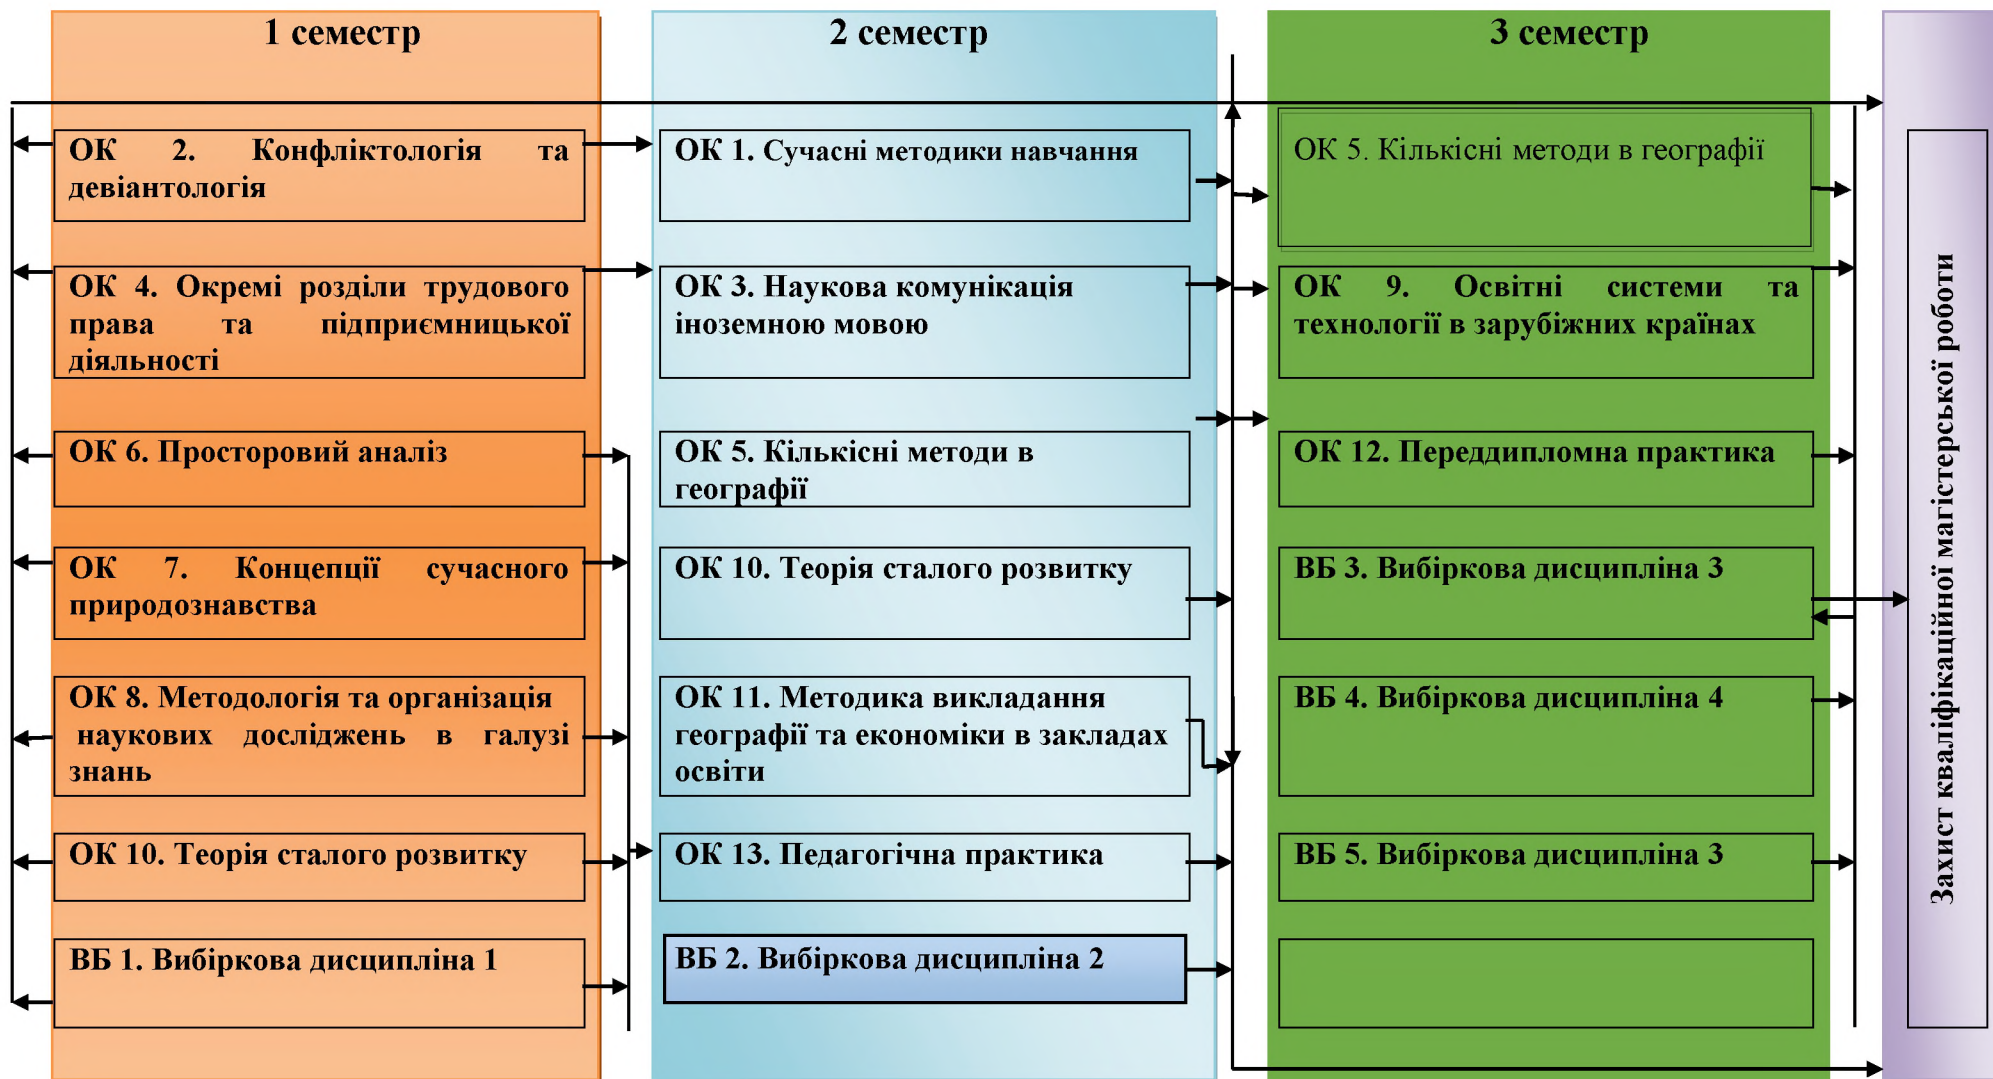 1 семестр
ОК 2. Конфліктологія та
девіантологія
ОК 4. Окремі розділи трудового
права та підприємницької
діяльності
ОК 6. Просторовий аналіз
ОК 7. Концепції сучасного
природознавства
ОК 8. Методологія та організація
наукових досліджень в галузі
знань
ОК 10. Теорія сталого розвитку
ВБ 1. Вибіркова дисципліна 1
2 семестр
ОК 1. Сучасні методики навчання
ОК 3. Наукова комунікація
іноземною мовою
ОК 5. Кількісні методи в
географії
ОК 10. Теорія сталого розвитку
ОК 11. Методика викладання
географії та економіки в закладах
освіти
ОК 13. Педагогічна практика
ВБ 2. Вибіркова дисципліна 2
3 семестр
ОК 5. Кількісні методи в географії
ОК 9. Освітні системи та
технології в зарубіжних країнах
ОК 12. Переддипломна практика
ВБ 3. Вибіркова дисципліна 3
ВБ 4. Вибіркова дисципліна 4
ВБ 5. Вибіркова дисципліна 3
Захист кваліфікаційної магістерської роботи